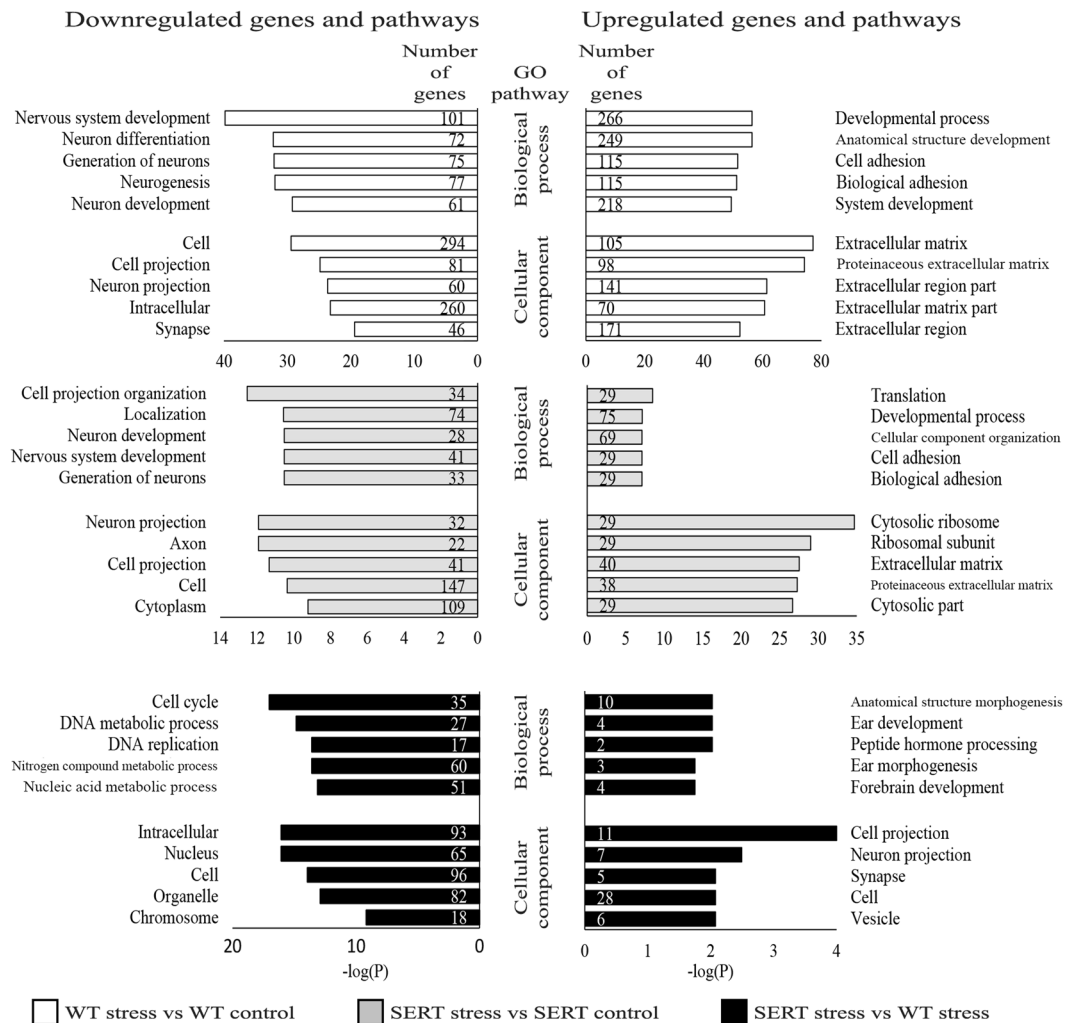 Downregulated genes and pathways
Upregulated genes and pathways
Number of genes
GO pathway
Number of genes
Nervous system development 101
Neuron differentiation 72
Generation of neurons 75
Neurogenesis 77
Neuron development 61
Biological process
266 Developmental process
249 Anatomical structure development
115 Cell adhesion
115 Biological adhesion
218 System development
Cell 294
Cell projection 81
Neuron projection 60
Intracellular 260
Synapse 46
Cellular component
105 Extracellular matrix
98 Proteinaceous extracellular matrix
141 Extracellular region part
70 Extracellular matrix part
171 Extracellular region
40 30 20 10 0
0 20 40 60 80
Cell projection organization 34
Localization 74
Neuron development 28
Nervous system development 41
Generation of neurons 33
Biological process
29 Translation
75 Developmental process
69 Cellular component organization
29 Cell adhesion
29 Biological adhesion
Neuron projection 32
Axon 22
Cell projection 41
Cell 147
Cytoplasm 109
Cellular component
29 Cytosolic ribosome
29 Ribosomal subunit
40 Extracellular matrix
38 Proteinaceous extracellular matrix
29 Cytosolic part
14 12 10 8 6 4 2 0
0 5 10 15 20 25 30 35
Cell cycle 35
DNA metabolic process 27
DNA replication 17
Nitrogen compound metabolic process 60
Nucleic acid metabolic process 51
Biological process
10 Anatomical structure morphogenesis
4 Ear development
2 Peptide hormone processing
3 Ear morphogenesis
4 Forebrain development
Intracellular 93
Nucleus 65
Cell 96
Organelle 82
Chromosome 18
Cellular component
11 Cell projection
7 Neuron projection
5 Synapse
28 Cell
6 Vesicle
20 10 0
0 1 2 3 4
-log(P)
-log(P)
WT stress vs WT control
SERT stress vs SERT control
SERT stress vs WT stress